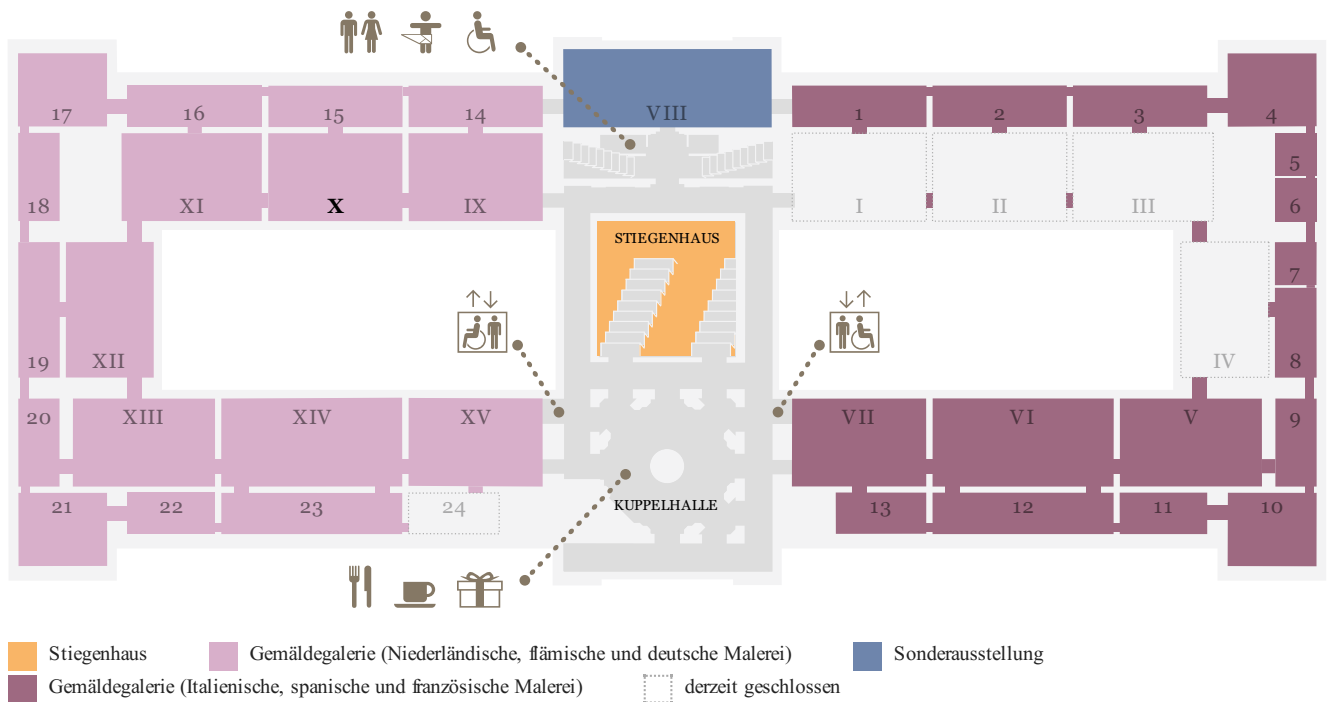 17 16 15 14 VIII 1 2 3 4
5
18 XI X IX I II III 6
STIEGENHAUS
7
19 XII IV 8
20 XIII XIV XV VII VI V 9
21 22 23 24 KUPPELHALLE 13 12 11 10
Stiegenhaus Gemäldegalerie (Niederländische, flämische und deutsche Malerei) Sonderausstellung
Gemäldegalerie (Italienische, spanische und französische Malerei) derzeit geschlossen